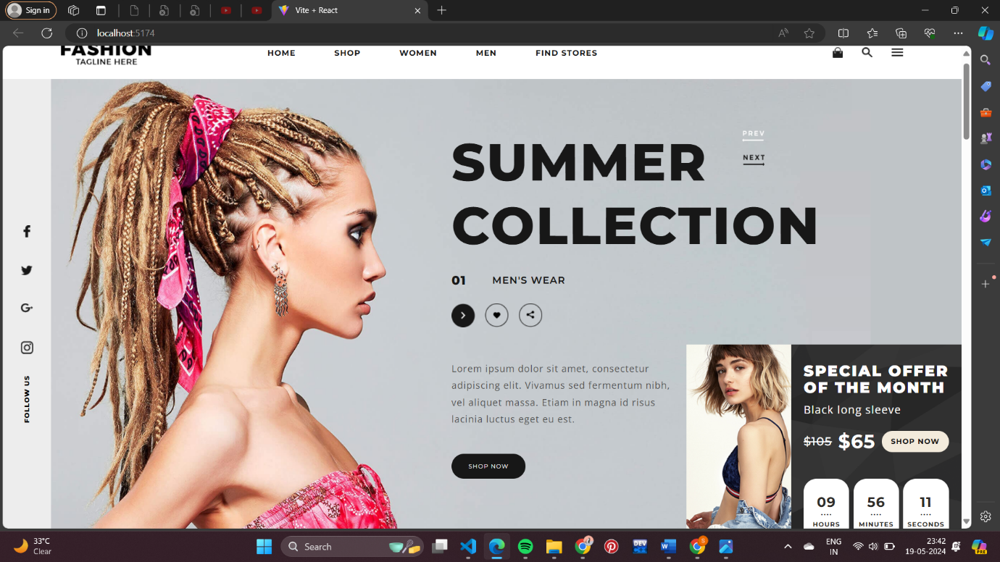 Sign in
Vite + React
localhost:5174
FASHION
TAGLINE HERE
HOME
SHOP
WOMEN
MEN
FIND STORES
PREV
NEXT
SUMMER
COLLECTION
01
MEN'S WEAR
Lorem ipsum dolor sit amet, consectetur
adipiscing elit. Vivamus sed fermentum nibh,
vel aliquet massa. Etiam in magna id risus
lacinia luctus eget eu est.
SHOP NOW
FOLLOW US
SPECIAL OFFER
OF THE MONTH
Black long sleeve
$105 $65 SHOP NOW
09 56 11
HOURS MINUTES SECONDS
33°C
Clear
Search
DEV
ENG
IN
23:42
19-05-2024
PRE